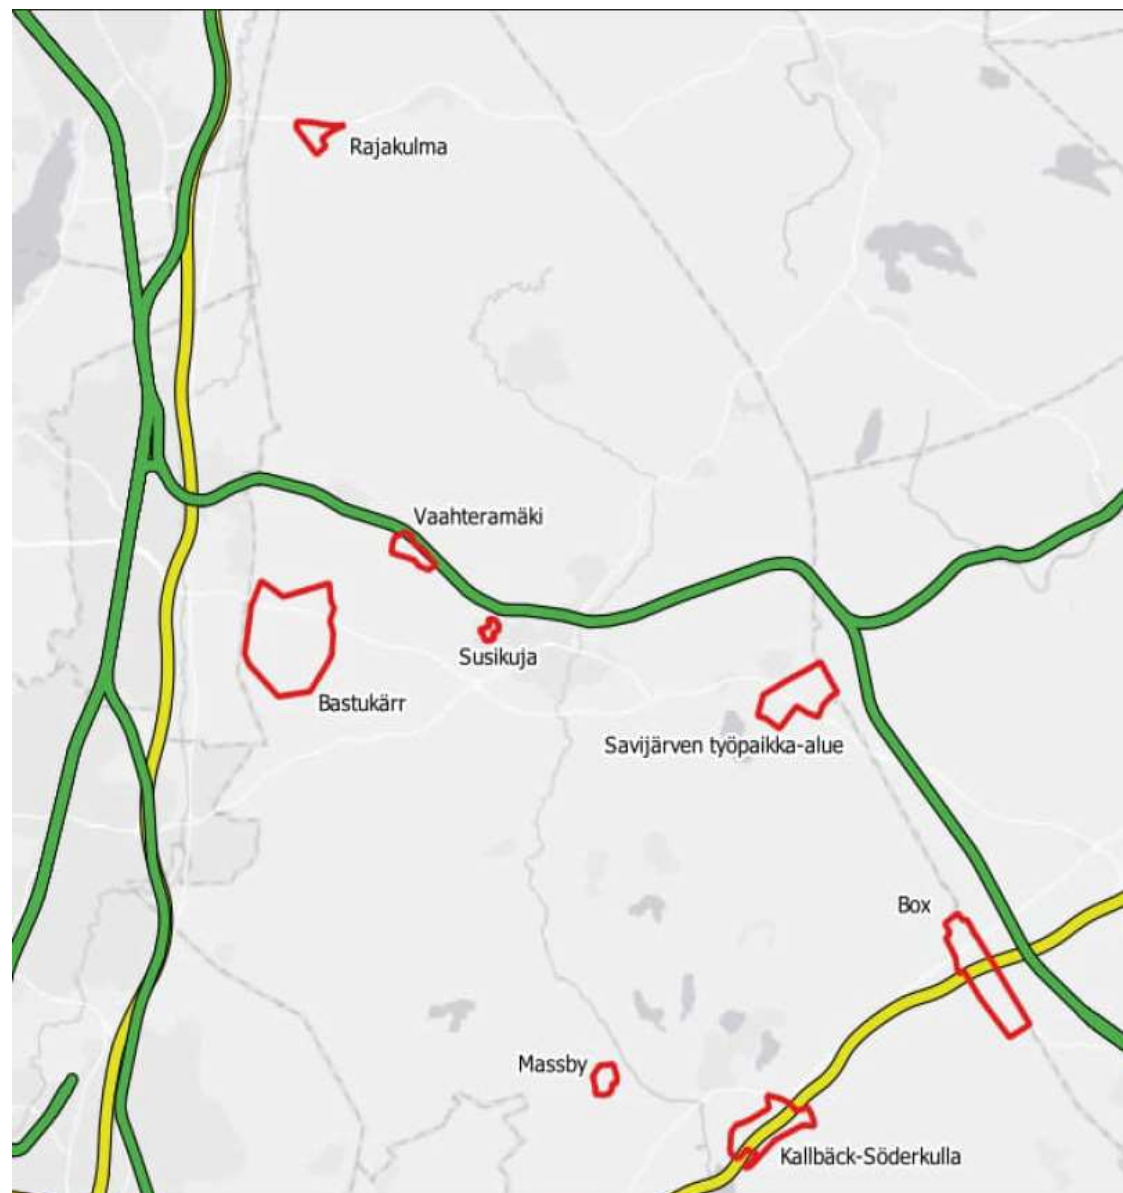 Rajakulma
Vaahteramäki
Susikuja
Bastukärr
Savijärven työpaikka-alue
Box
Massby
Kallbäck-Söderkulla